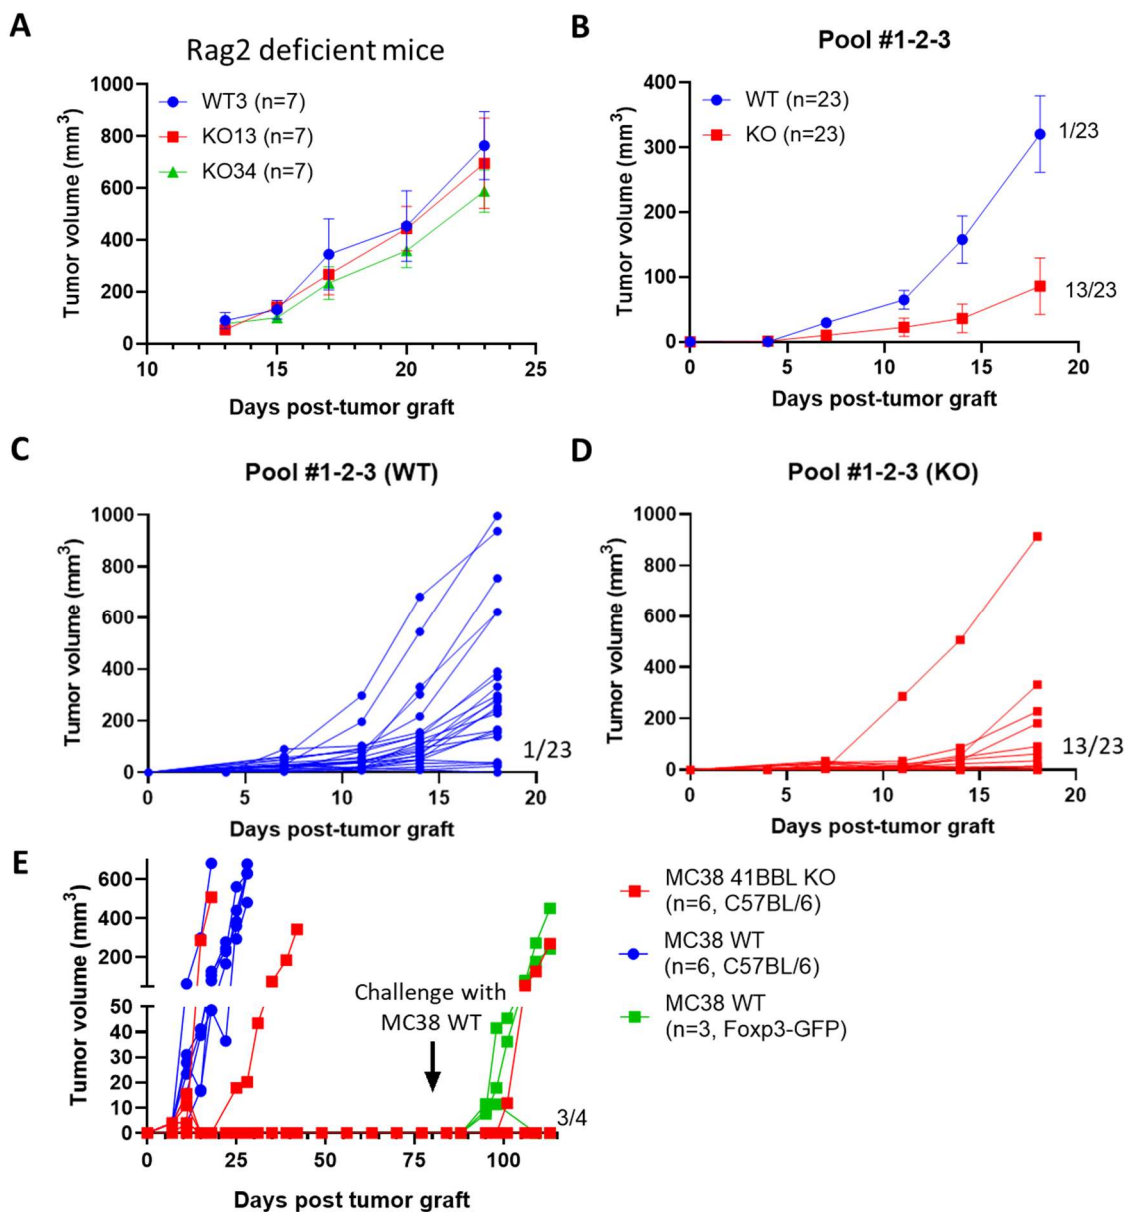 A
Rag2 deficient mice
WT3 (n=7)
KO13 (n=7)
KO34 (n=7)
Tumor volume (mm³)
1000
800
600
400
200
0
10
15
20
25
Days post-tumor graft
B
Pool #1-2-3
WT (n=23)
KO (n=23)
Tumor volume (mm³)
400
300
200
100
0
1/23
13/23
0
5
10
15
20
Days post-tumor graft
C
Pool #1-2-3 (WT)
Tumor volume (mm³)
1000
800
600
400
200
0
1/23
0
5
10
15
20
Days post-tumor graft
D
Pool #1-2-3 (KO)
Tumor volume (mm³)
1000
800
600
400
200
0
13/23
0
5
10
15
20
Days post-tumor graft
E
Tumor volume (mm³)
600
400
200
50
40
30
20
10
0
Challenge with
MC38 WT
3/4
0
25
50
75
100
Days post tumor graft
MC38 41BBL KO
(n=6, C57BL/6)
MC38 WT
(n=6, C57BL/6)
MC38 WT
(n=3, Foxp3-GFP)